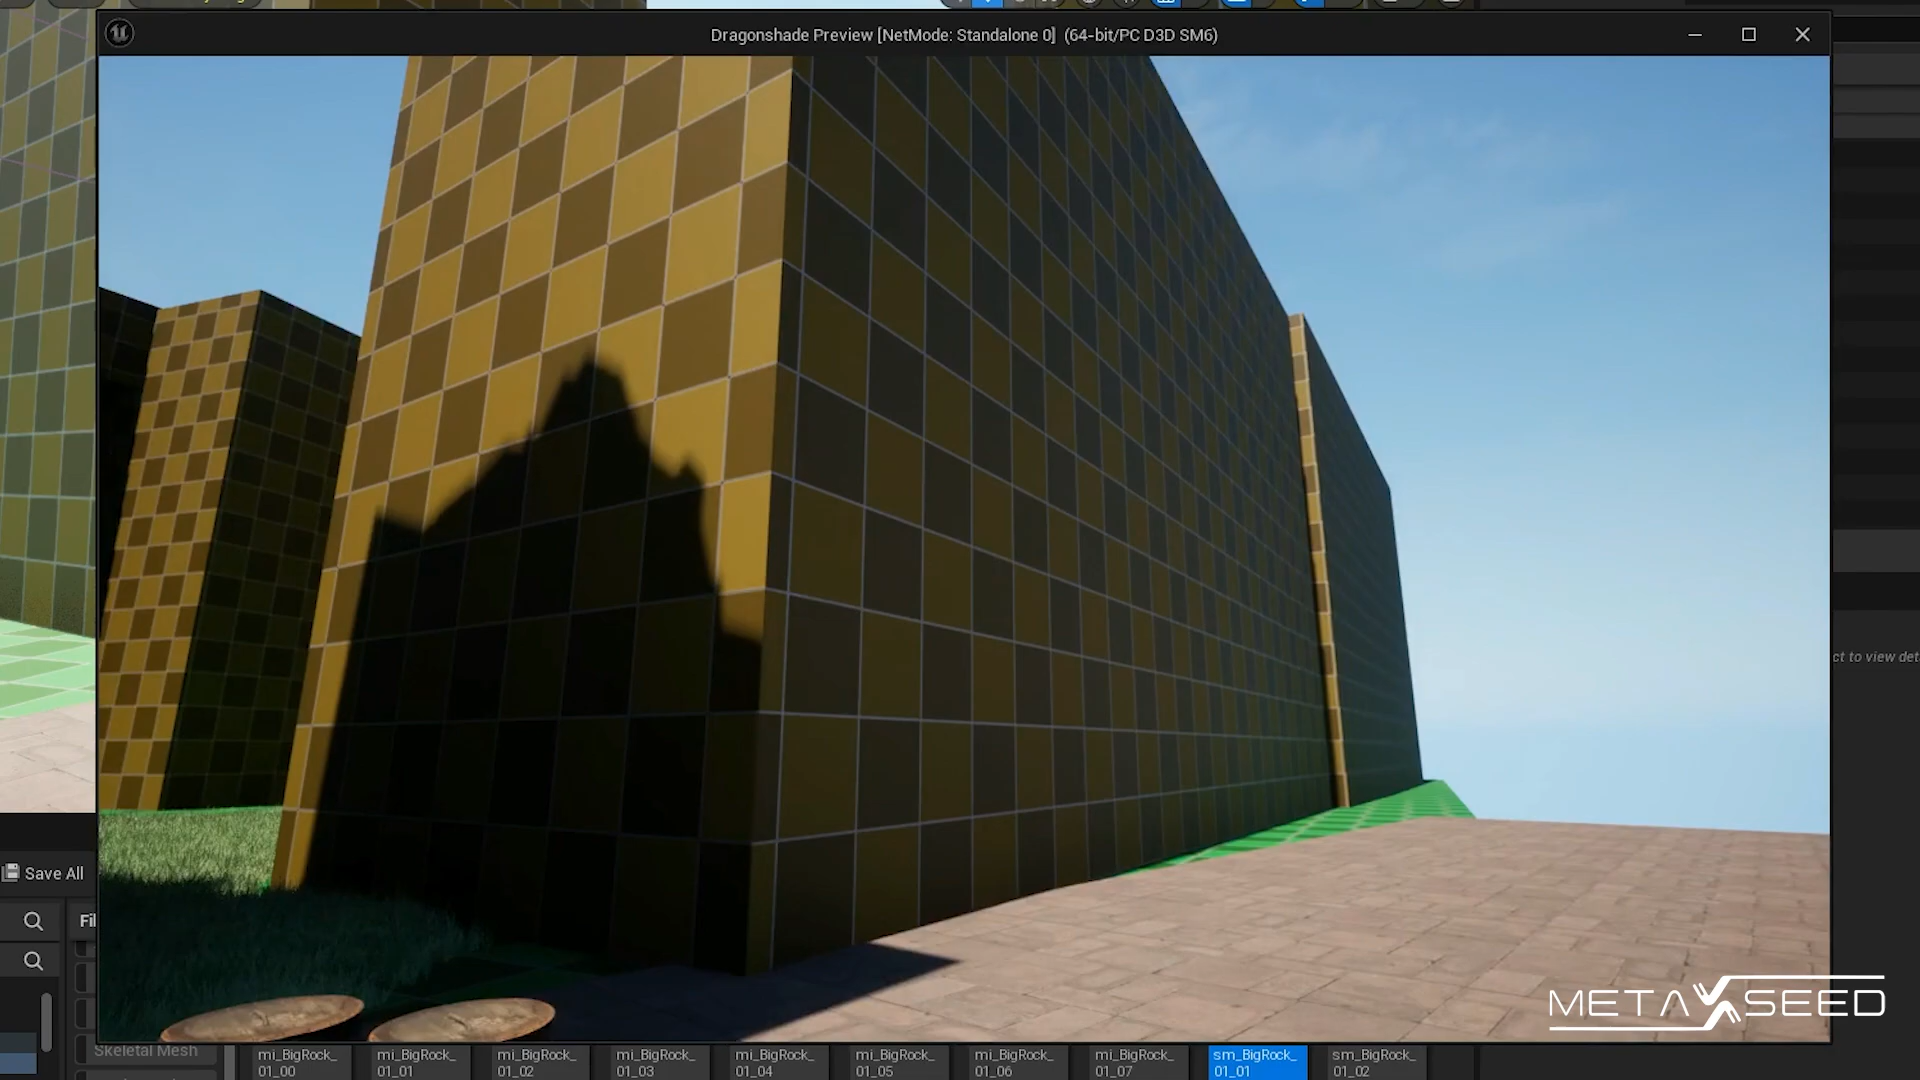 Dragonshade Preview [NetMode: Standalone 0] (64-bit/PC D3D SM6)
ct to view det
Save All
Fil
METAXSEED
Skeletal Mesh
mi_BigRock_
01_00
mi_BigRock_
01_01
mi_BigRock_
01_02
mi_BigRock_
01_03
mi_BigRock_
01_04
mi_BigRock_
01_05
mi_BigRock_
01_06
mi_BigRock_
01_07
sm_BigRock_
01_01
sm_BigRock_
01_02